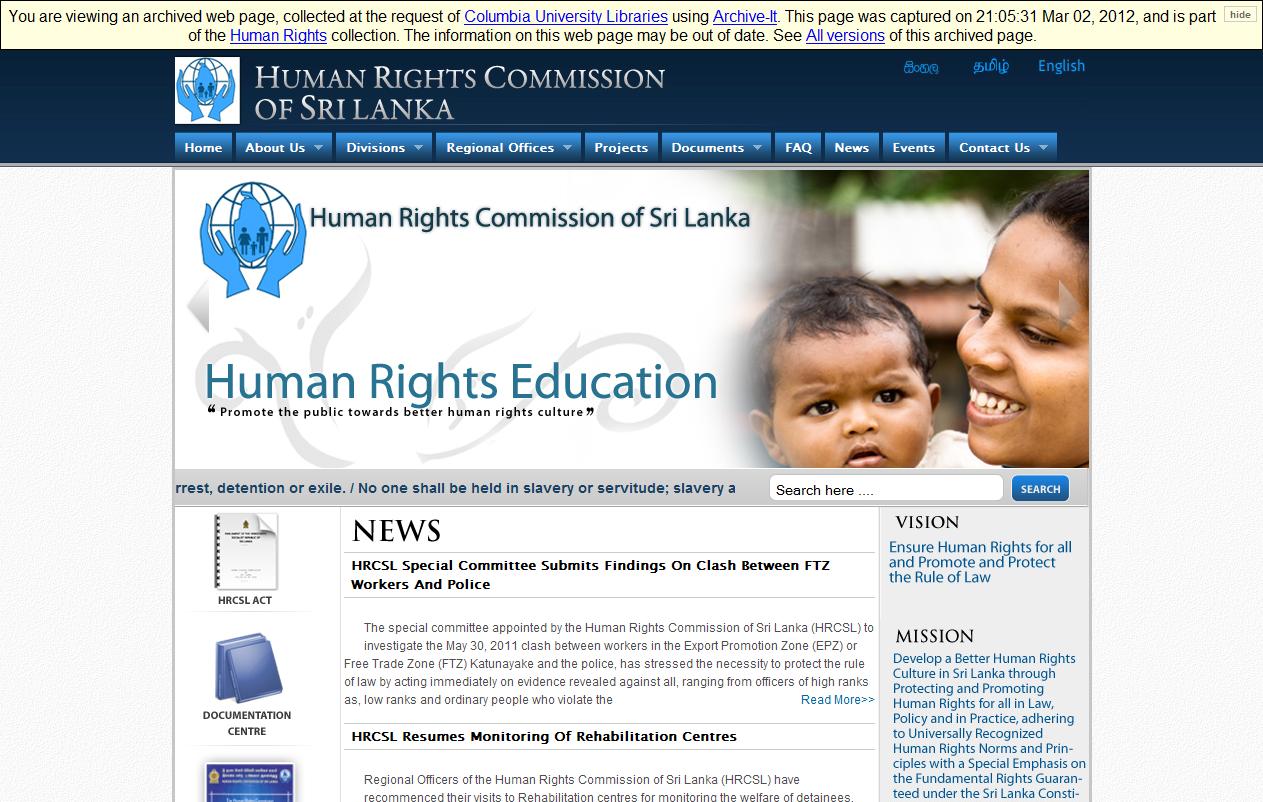 You are viewing an archived web page, collected at the request of Columbia University Libraries using Archive-It. This page was captured on 21:05:31 Mar 02, 2012, and is part
of the Human Rights collection. The information on this web page may be out of date. See All versions of this archived page.
hide
HUMAN RIGHTS COMMISSION
OF SRI LANKA
සිංහල தமிழ் English
Home About Us Divisions Regional Offices Projects Documents FAQ News Events Contact Us
Human Rights Commission of Sri Lanka
Human Rights Education
“ Promote the public towards better human rights culture ”
rrest, detention or exile. / No one shall be held in slavery or servitude; slavery a
Search here ....
SEARCH
HRCSL ACT
DOCUMENTATION
CENTRE
NEWS
HRCSL Special Committee Submits Findings On Clash Between FTZ
Workers And Police
The special committee appointed by the Human Rights Commission of Sri Lanka (HRCSL) to
investigate the May 30, 2011 clash between workers in the Export Promotion Zone (EPZ) or
Free Trade Zone (FTZ) Katunayake and the police, has stressed the necessity to protect the rule
of law by acting immediately on evidence revealed against all, ranging from officers of high ranks
as, low ranks and ordinary people who violate the Read More>>
HRCSL Resumes Monitoring Of Rehabilitation Centres
Regional Officers of the Human Rights Commission of Sri Lanka (HRCSL) have
recommenced their visits to Rehabilitation centres for monitoring the welfare of detainees.
VISION
Ensure Human Rights for all
and Promote and Protect
the Rule of Law
MISSION
Develop a Better Human Rights
Culture in Sri Lanka through
Protecting and Promoting
Human Rights for all in Law,
Policy and in Practice, adhering
to Universally Recognized
Human Rights Norms and Prin-
ciples with a Special Emphasis on
the Fundamental Rights Guaran-
teed under the Sri Lanka Consti-